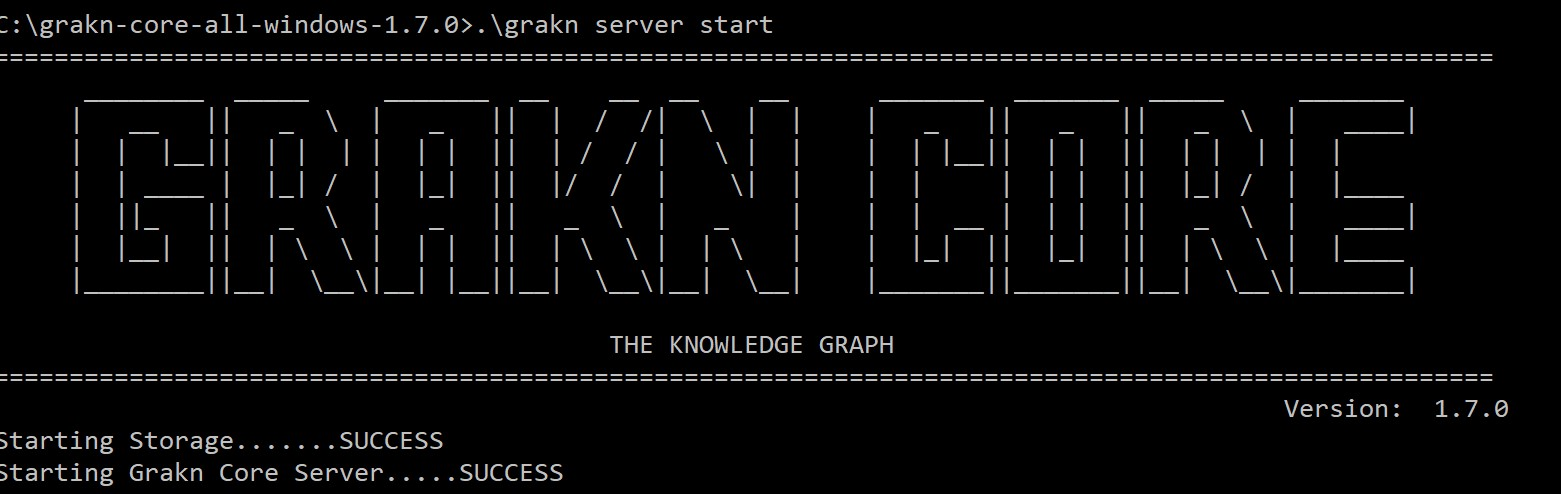 C:\grakn-core-all-windows-1.7.0>.\grakn server start
GRAKN CORE
THE KNOWLEDGE GRAPH
Version: 1.7.0
Starting Storage.......SUCCESS
Starting Grakn Core Server.....SUCCESS